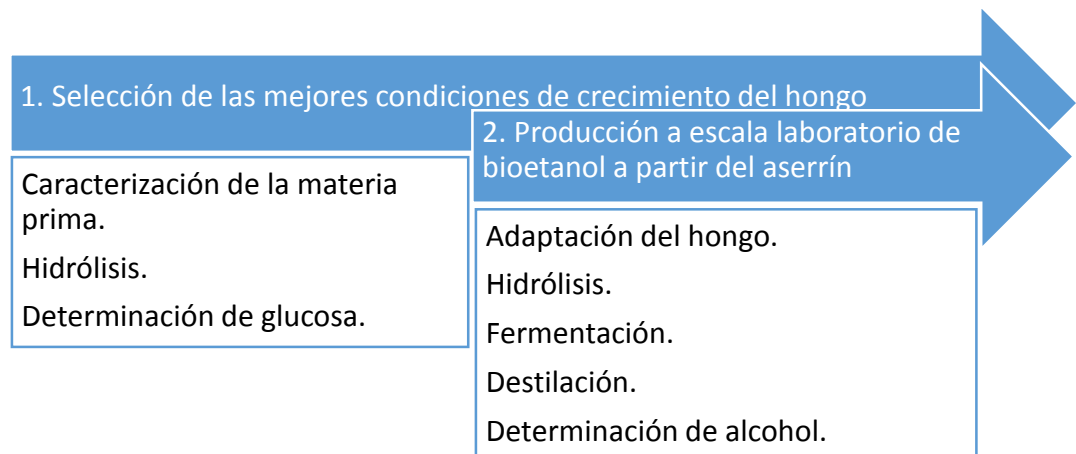 1. Selección de las mejores condiciones de crecimiento del hongo
Caracterización de la materia
prima.
Hidrólisis.
Determinación de glucosa.
2. Producción a escala laboratorio de
bioetanol a partir del aserrín
Adaptación del hongo.
Hidrólisis.
Fermentación.
Destilación.
Determinación de alcohol.